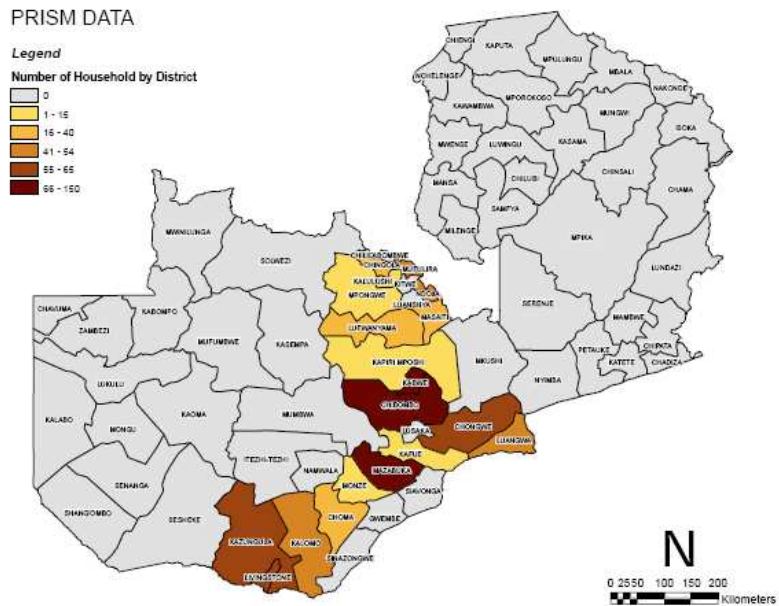 PRISM DATA
Legend
Number of Household by District
0
1 - 15
16 - 40
41 - 54
55 - 65
66 - 150
CHIENGI
KAPUTA
MPULUNGU
MBALA
NAKONDE
NCHELENGE
MPOROKOSO
MUNGWI
KAWAMBWA
ISOKA
MWENSE
LUWINGU
KASAMA
CHINSALI
MANSA
CHILUBI
CHAMA
SAMFYA
MILENGE
MPIKA
LUNDAZI
SERENJE
MAMBWE
CHIPATA
PETAUKE
KATETE
CHADIZA
NYIMBA
MWINILUNGA
SOLWEZI
CHILILABOMBWE
CHINGOLA
MUFULIRA
KALULUSHI
KITWE
MPONGWE
NDOLA
LUANSHYA
MASAITI
LUFWANYAMA
CHAVUMA
ZAMBEZI
KABOMPO
MUFUMBWE
KASEMPA
KAPIRI MPOSHI
MKUSHI
LUKULU
KABWE
KALABO
KAOMA
CHIBOMBO
MUMBWA
MONGU
LUSAKA
CHONGWE
LUANGWA
ITEZHI-TEZHI
KAFUE
NAMWALA
MAZABUKA
SENANGA
MONZE
SIAVONGA
SHANGOMBO
SESHEKE
CHOMA
GWEMBE
KAZUNGULA
KALOMO
SINAZONGWE
LIVINGSTONE
N
0 2550 100 150 200
Kilometers